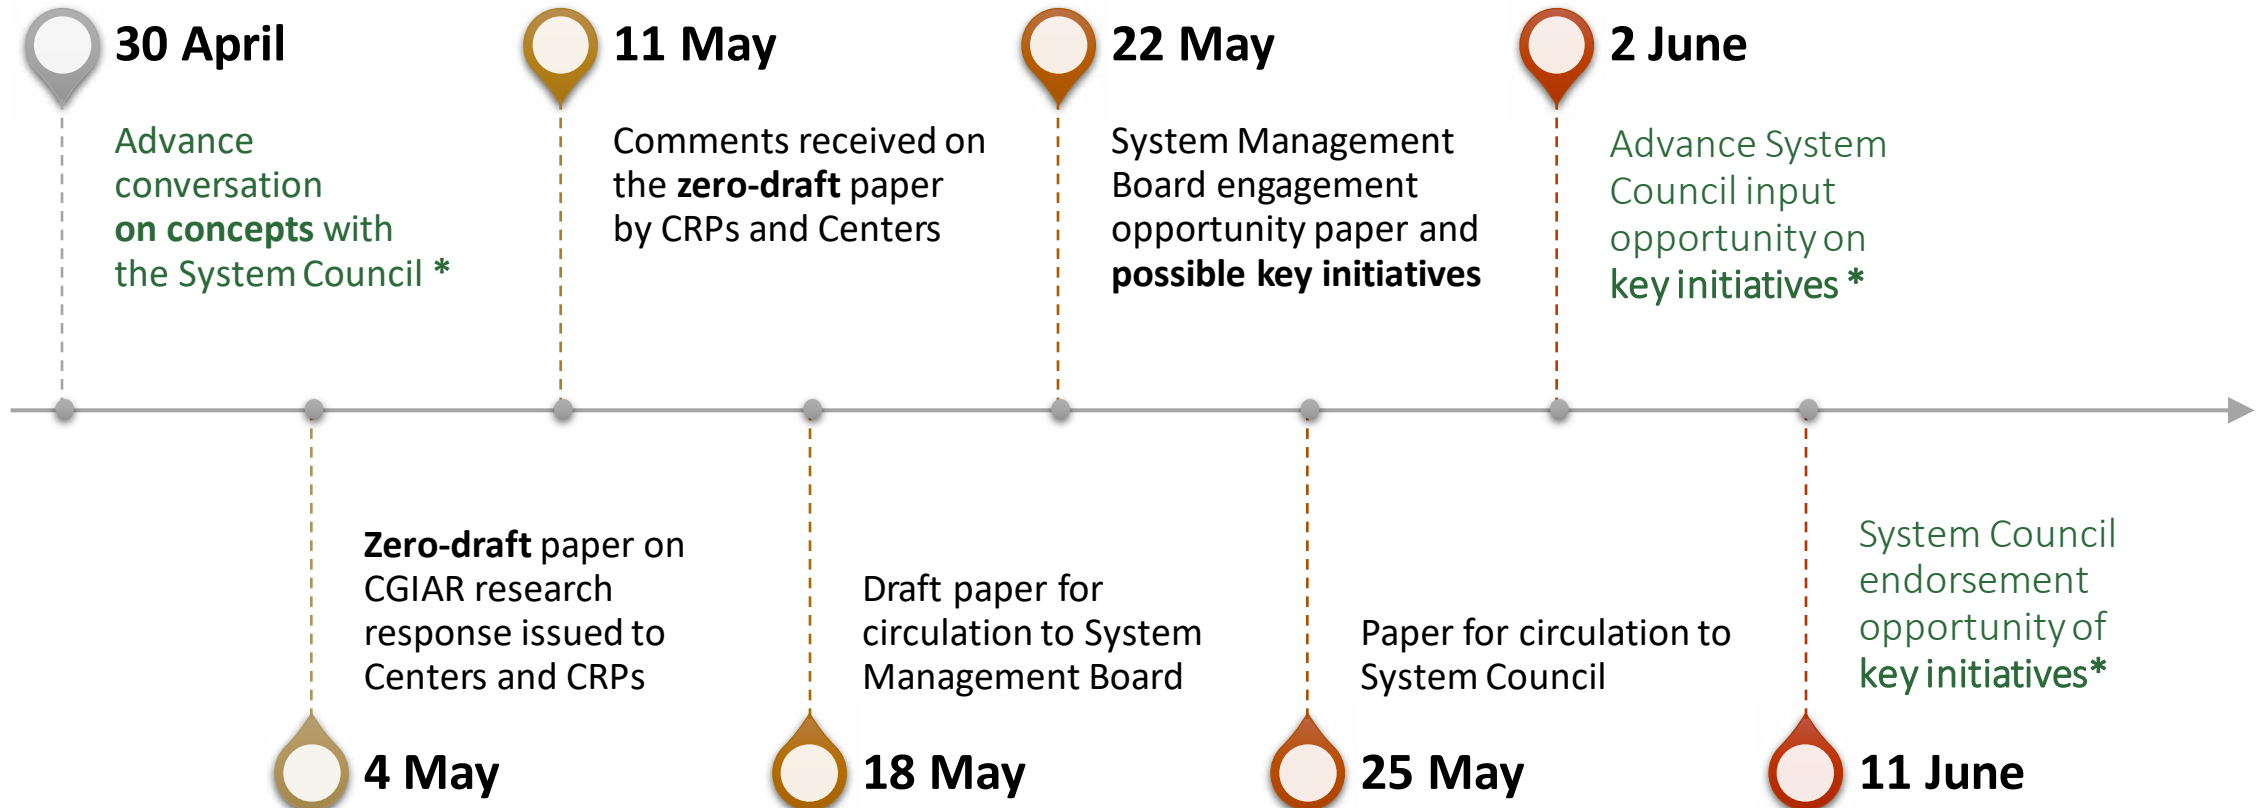 30 April
Advance
conversation
on concepts with
the System Council *
11 May
Comments received on
the zero-draft paper
by CRPs and Centers
22 May
System Management
Board engagement
opportunity paper and
possible key initiatives
2 June
Advance System
Council input
opportunity on
key initiatives *
Zero-draft paper on
CGIAR research
response issued to
Centers and CRPs
4 May
Draft paper for
circulation to System
Management Board
18 May
Paper for circulation to
System Council
25 May
System Council
endorsement
opportunity of
key initiatives*
11 June